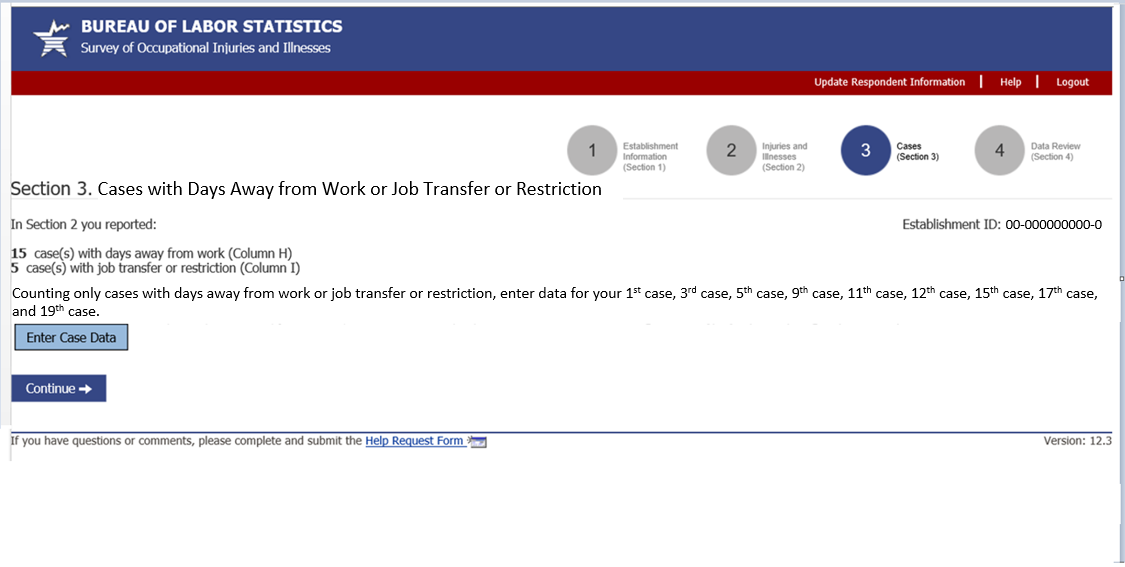 BUREAU OF LABOR STATISTICS
Survey of Occupational Injuries and Illnesses
Update Respondent Information | Help | Logout
1 Establishment Information (Section 1)
2 Injuries and Illnesses (Section 2)
3 Cases (Section 3)
4 Data Review (Section 4)
Section 3. Cases with Days Away from Work or Job Transfer or Restriction
In Section 2 you reported:
Establishment ID: 00-000000000-0
15 case(s) with days away from work (Column H)
5 case(s) with job transfer or restriction (Column I)
Counting only cases with days away from work or job transfer or restriction, enter data for your 1st case, 3rd case, 5th case, 9th case, 11th case, 12th case, 15th case, 17th case,
and 19th case.
Enter Case Data
Continue ➔
If you have questions or comments, please complete and submit the Help Request Form
Version: 12.3